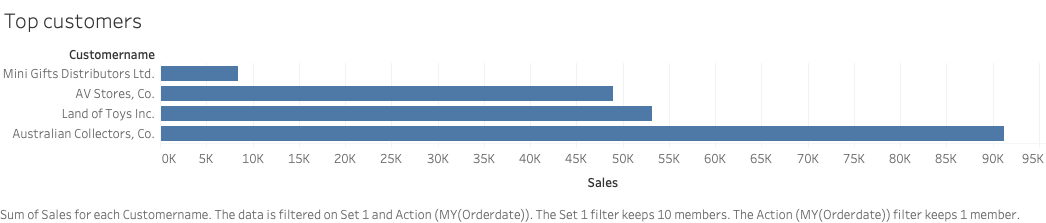 Top customers
Customername
Mini Gifts Distributors Ltd.
AV Stores, Co.
Land of Toys Inc.
Australian Collectors, Co.
0K 5K 10K 15K 20K 25K 30K 35K 40K 45K 50K 55K 60K 65K 70K 75K 80K 85K 90K 95K
Sales
Sum of Sales for each Customername. The data is filtered on Set 1 and Action (MY(Orderdate)). The Set 1 filter keeps 10 members. The Action (MY(Orderdate)) filter keeps 1 member.